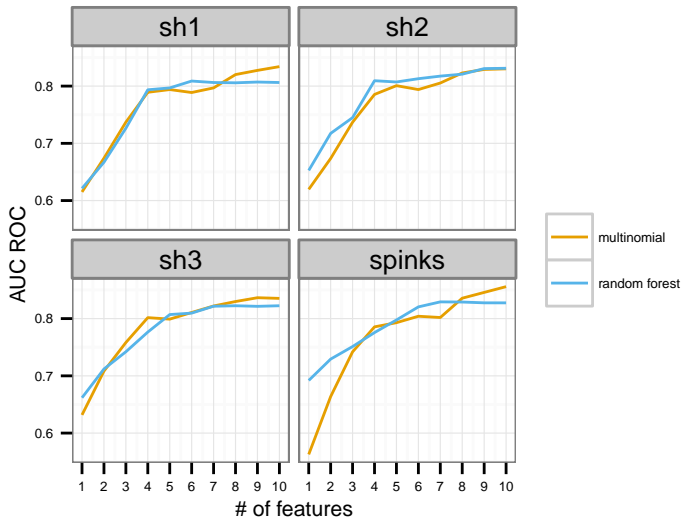 sh1
sh2
0.8
0.7
0.6
sh3
spinks
0.8
0.7
0.6
1 2 3 4 5 6 7 8 9 10
1 2 3 4 5 6 7 8 9 10
# of features
AUC ROC
multinomial
random forest